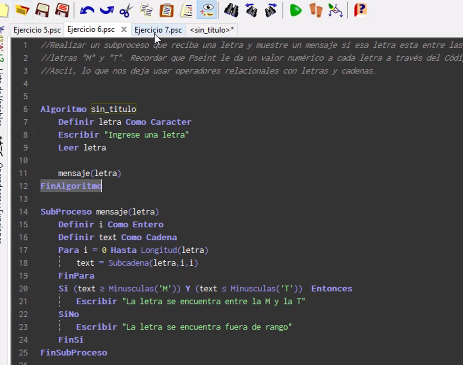 Ejercicio 5.psc Ejercicio 6.psc X Ejercicio 7.psc <sin_titulo>*
1 //Realizar un subproceso que reciba una letra y muestre un mensaje si esa letra esta entre las
2 //letras "M" y "T". Recordar que Pseint le da un valor numérico a cada letra a través del Códi
3 //Ascii, lo que nos deja usar operadores relacionales con letras y cadenas.
4
5
6 Algoritmo sin_titulo
7 Definir letra Como Caracter
8 Escribir "Ingrese una letra"
9 Leer letra
10
11 mensaje(letra)
12 FinAlgoritmo
13
14 SubProceso mensaje(letra)
15 Definir i Como Entero
16 Definir text Como Cadena
17 Para i = 0 Hasta Longitud(letra)
18 text = Subcadena(letra,i,i)
19 FinPara
20 Si (text ≥ Minusculas('M')) Y (text ≤ Minusculas('T')) Entonces
21 Escribir "La letra se encuentra entre la M y la T"
22 SiNo
23 Escribir "La letra se encuentra fuera de rango"
24 FinSi
25 FinSubProceso
26